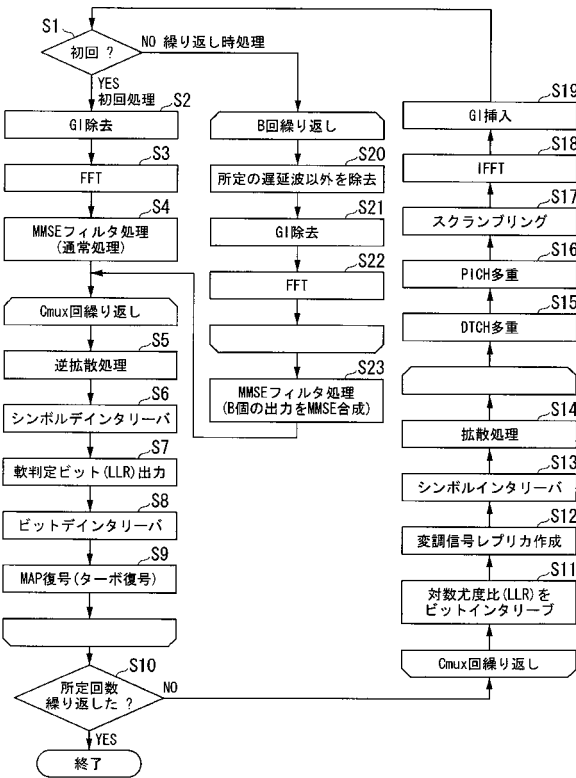 S1
初回 ?
NO 繰り返し時処理
YES
初回処理
S2
GI除去
S3
FFT
S4
MMSEフィルタ処理
(通常処理)
Cmux回繰り返し
S5
逆拡散処理
S6
シンボルデインタリーバ
S7
軟判定ビット(LLR)出力
S8
ビットデインタリーバ
S9
MAP復号(ターボ復号)
S10
所定回数
繰り返した ?
NO
YES
終了
B回繰り返し
S20
所定の遅延波以外を除去
S21
GI除去
S22
FFT
S23
MMSEフィルタ処理
(B個の出力をMMSE合成)
S19
GI挿入
S18
IFFT
S17
スクランブリング
S16
PICH多重
S15
DTCH多重
S14
拡散処理
S13
シンボルインタリーバ
S12
変調信号レプリカ作成
S11
対数尤度比(LLR)を
ビットインタリーブ
Cmux回繰り返し